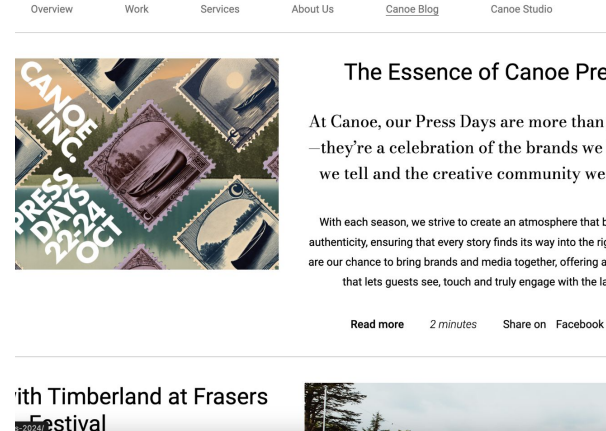 Overview Work Services About Us Canoe Blog Canoe Studio
CANOE
INC.
PRESS
DAYS
22-24
OCT
The Essence of Canoe Pre
At Canoe, our Press Days are more than
—they're a celebration of the brands we
we tell and the creative community we
With each season, we strive to create an atmosphere that b
authenticity, ensuring that every story finds its way into the rig
are our chance to bring brands and media together, offering a
that lets guests see, touch and truly engage with the la
Read more 2 minutes Share on Facebook
ith Timberland at Frasers
Festival
s-2024/